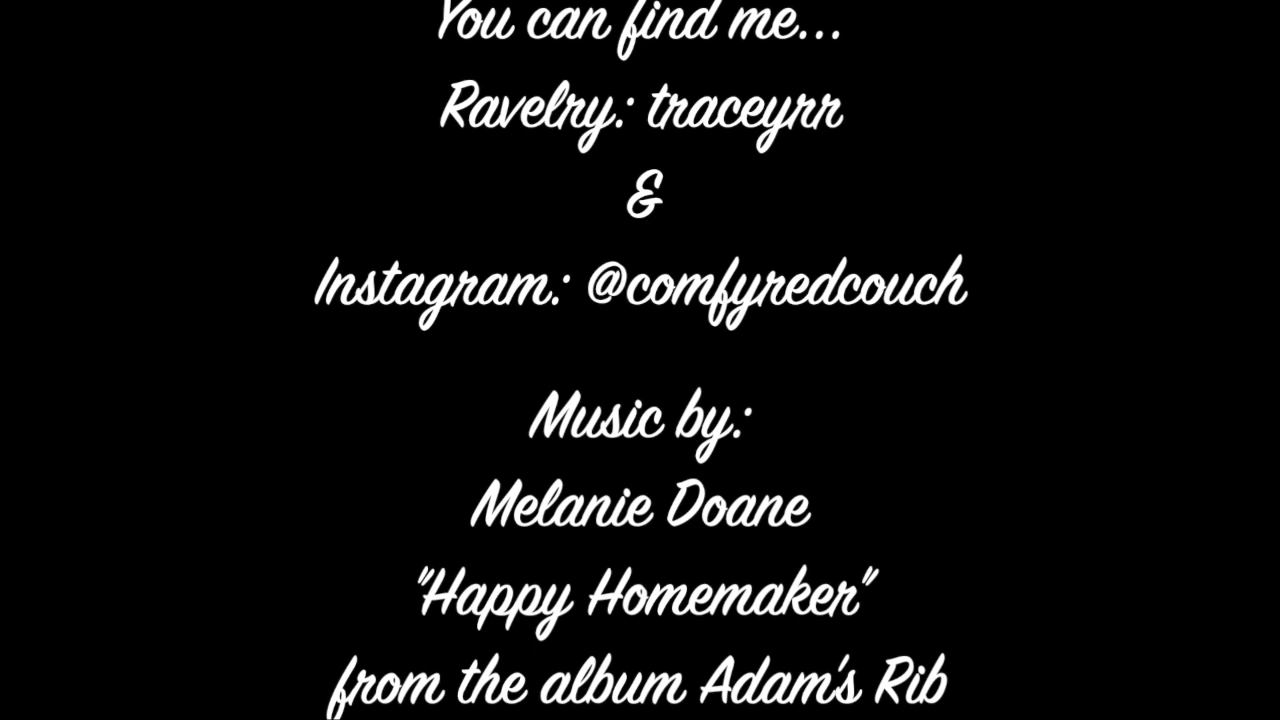 You can find me...
Ravelry: traceyrr
&
Instagram: @comfyredcouch
Music by:
Melanie Doane
"Happy Homemaker"
from the album Adam's Rib